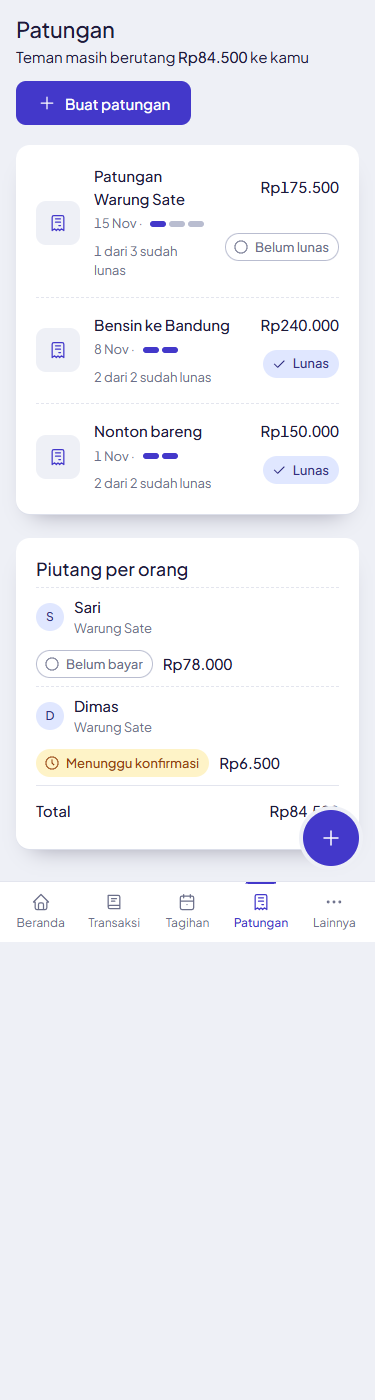 Patungan
Teman masih berutang Rp84.500 ke kamu
Buat patungan
Patungan
Warung Sate
Rp175.500
15 Nov ·
1 dari 3 sudah
lunas
Belum lunas
Bensin ke Bandung
Rp240.000
8 Nov ·
2 dari 2 sudah lunas
Lunas
Nonton bareng
Rp150.000
1 Nov ·
2 dari 2 sudah lunas
Lunas
Piutang per orang
S
Sari
Warung Sate
Belum bayar Rp78.000
D
Dimas
Warung Sate
Menunggu konfirmasi Rp6.500
Total
Beranda Transaksi Tagihan Patungan Lainnya